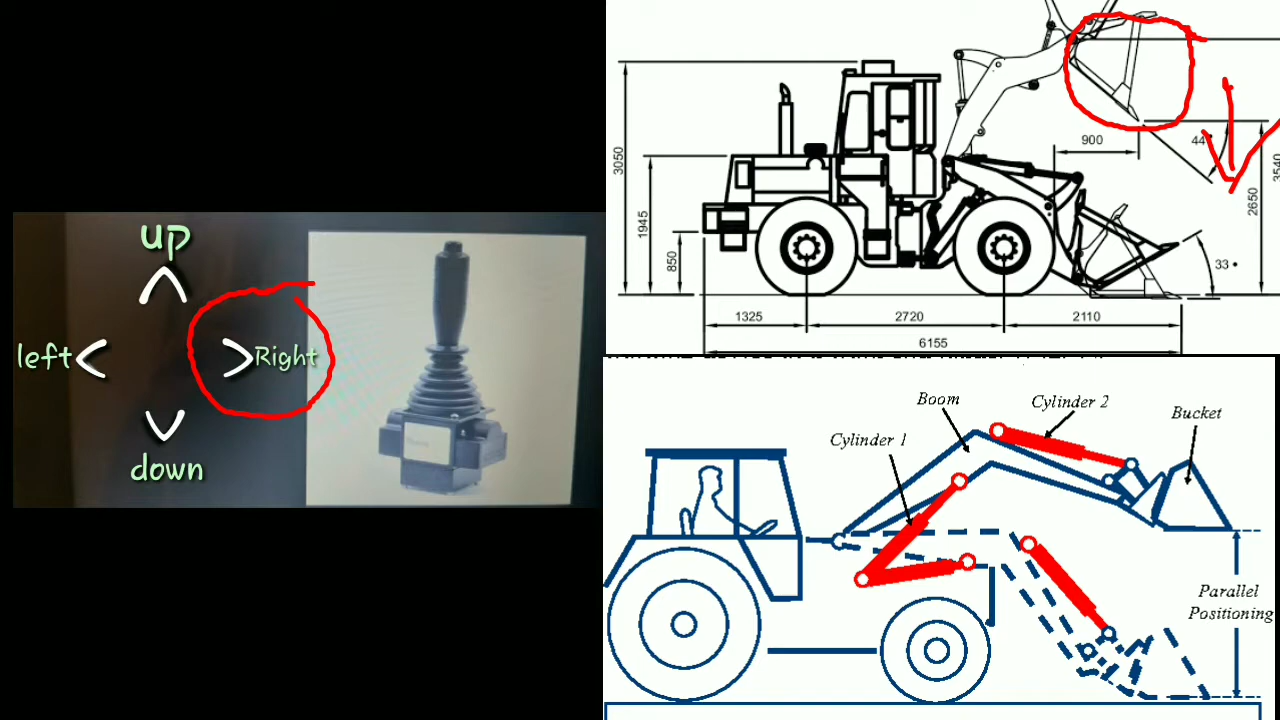 up
left
Right
down
3050
1945
850
900
44°
2650
3540
33°
1325
2720
2110
6155
Boom
Cylinder 2
Bucket
Cylinder 1
Parallel
Positioning